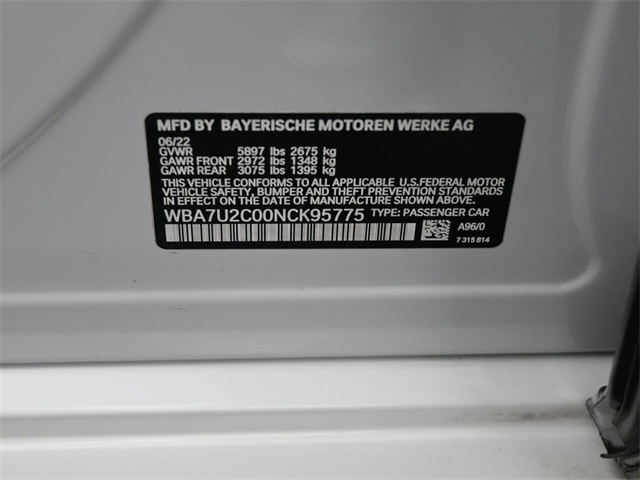 MFD BY BAYERISCHE MOTOREN WERKE AG
06/22
GVWR 5897 lbs 2675 kg
GAWR FRONT 2972 lbs 1348 kg
GAWR REAR 3075 lbs 1395 kg
THIS CAR CONFORMS TO ALL APPLICABLE U.S.FEDERAL MOTOR
VEHICLE SAFETY, BUMPER, AND THEFT PREVENTION STANDARDS
IN EFFECT ON THE DATE OF MANUFACTURE SHOWN ABOVE.
WBA7U2C00NCK95775 TYPE: PASSENGER CAR
A96/0
7 315 814